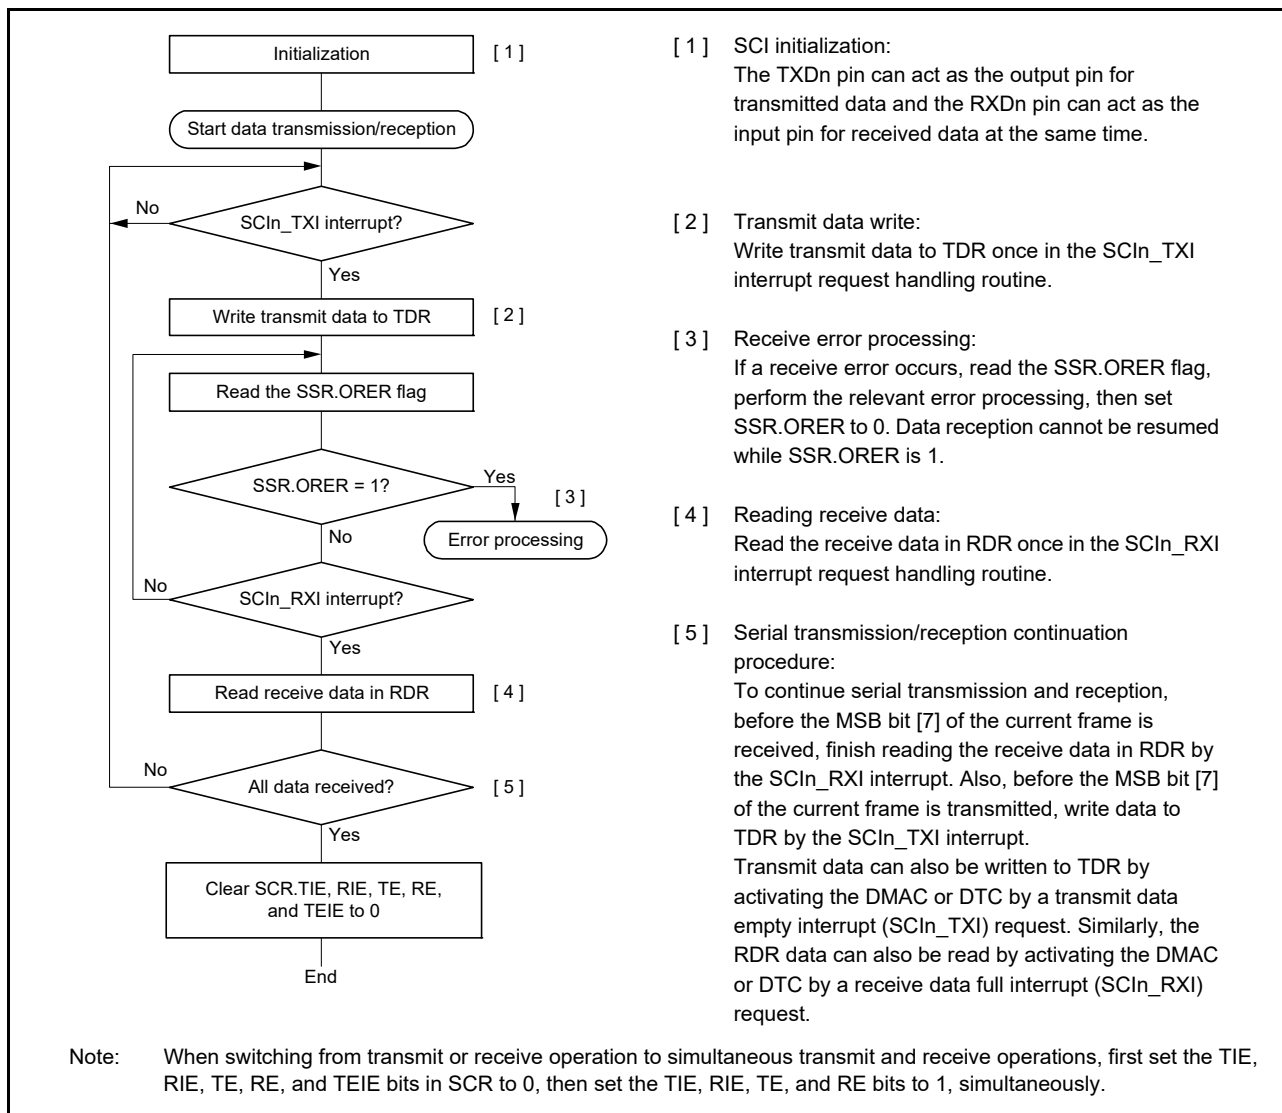 Initialization
[ 1 ]
Start data transmission/reception
No
SCIn_TXI interrupt?
Yes
Write transmit data to TDR
[ 2 ]
Read the SSR.ORER flag
SSR.ORER = 1?
Yes
[ 3 ]
Error processing
No
No
SCIn_RXI interrupt?
Yes
Read receive data in RDR
[ 4 ]
No
All data received?
[ 5 ]
Yes
Clear SCR.TIE, RIE, TE, RE,
and TEIE to 0
End
[ 1 ] SCI initialization:
The TXDn pin can act as the output pin for
transmitted data and the RXDn pin can act as the
input pin for received data at the same time.
[ 2 ] Transmit data write:
Write transmit data to TDR once in the SCIn_TXI
interrupt request handling routine.
[ 3 ] Receive error processing:
If a receive error occurs, read the SSR.ORER flag,
perform the relevant error processing, then set
SSR.ORER to 0. Data reception cannot be resumed
while SSR.ORER is 1.
[ 4 ] Reading receive data:
Read the receive data in RDR once in the SCIn_RXI
interrupt request handling routine.
[ 5 ] Serial transmission/reception continuation
procedure:
To continue serial transmission and reception,
before the MSB bit [7] of the current frame is
received, finish reading the receive data in RDR by
the SCIn_RXI interrupt. Also, before the MSB bit [7]
of the current frame is transmitted, write data to
TDR by the SCIn_TXI interrupt.
Transmit data can also be written to TDR by
activating the DMAC or DTC by a transmit data
empty interrupt (SCIn_TXI) request. Similarly, the
RDR data can also be read by activating the DMAC
or DTC by a receive data full interrupt (SCIn_RXI)
request.
Note: When switching from transmit or receive operation to simultaneous transmit and receive operations, first set the TIE,
RIE, TE, RE, and TEIE bits in SCR to 0, then set the TIE, RIE, TE, and RE bits to 1, simultaneously.